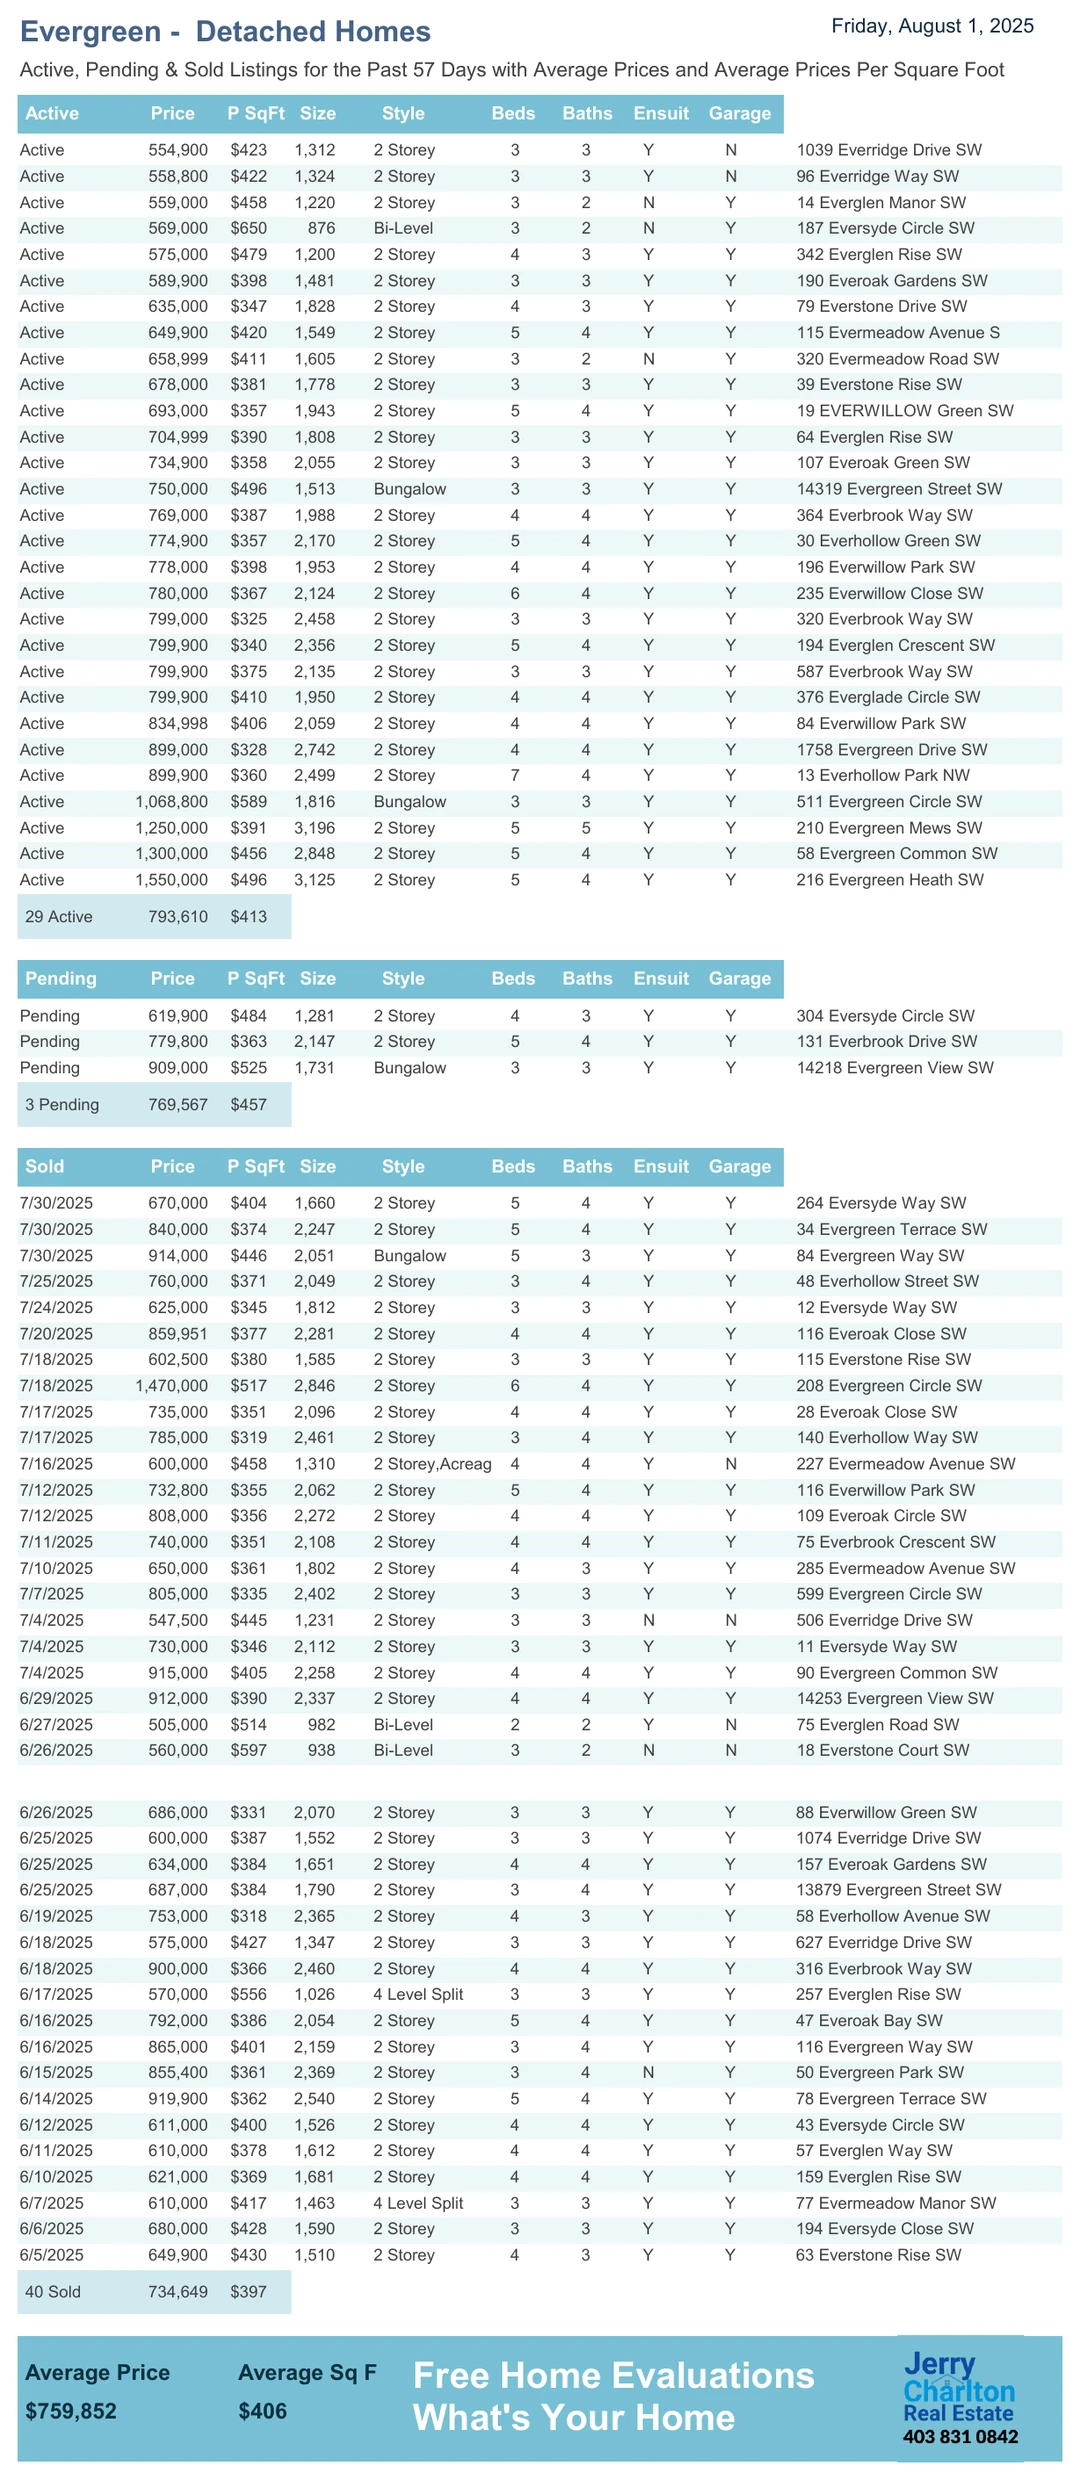 Evergreen - Detached Homes
Friday, August 1, 2025
Active, Pending & Sold Listings for the Past 57 Days with Average Prices and Average Prices Per Square Foot
Active Price P SqFt Size Style Beds Baths Ensuit Garage
Active 554,900 $423 1,312 2 Storey 3 3 Y N 1039 Everridge Drive SW
Active 558,800 $422 1,324 2 Storey 3 3 Y N 96 Everridge Way SW
Active 559,000 $458 1,220 2 Storey 3 2 N Y 14 Everglen Manor SW
Active 569,000 $650 876 Bi-Level 3 2 N Y 187 Eversyde Circle SW
Active 575,000 $479 1,200 2 Storey 4 3 Y Y 342 Everglen Rise SW
Active 589,900 $398 1,481 2 Storey 3 3 Y Y 190 Everoak Gardens SW
Active 635,000 $347 1,828 2 Storey 4 3 Y Y 79 Everstone Drive SW
Active 649,900 $420 1,549 2 Storey 5 4 Y Y 115 Evermeadow Avenue S
Active 658,999 $411 1,605 2 Storey 3 2 N Y 320 Evermeadow Road SW
Active 678,000 $381 1,778 2 Storey 3 3 Y Y 39 Everstone Rise SW
Active 693,000 $357 1,943 2 Storey 5 4 Y Y 19 EVERWILLOW Green SW
Active 704,999 $390 1,808 2 Storey 3 3 Y Y 64 Everglen Rise SW
Active 734,900 $358 2,055 2 Storey 3 3 Y Y 107 Everoak Green SW
Active 750,000 $496 1,513 Bungalow 3 3 Y Y 14319 Evergreen Street SW
Active 769,000 $387 1,988 2 Storey 4 4 Y Y 364 Everbrook Way SW
Active 774,900 $357 2,170 2 Storey 5 4 Y Y 30 Everhollow Green SW
Active 778,000 $398 1,953 2 Storey 4 4 Y Y 196 Everwillow Park SW
Active 780,000 $367 2,124 2 Storey 6 4 Y Y 235 Everwillow Close SW
Active 799,000 $325 2,458 2 Storey 3 3 Y Y 320 Everbrook Way SW
Active 799,900 $340 2,356 2 Storey 5 4 Y Y 194 Everglen Crescent SW
Active 799,900 $375 2,135 2 Storey 3 3 Y Y 587 Everbrook Way SW
Active 799,900 $410 1,950 2 Storey 4 4 Y Y 376 Everglade Circle SW
Active 834,998 $406 2,059 2 Storey 4 4 Y Y 84 Everwillow Park SW
Active 899,000 $328 2,742 2 Storey 4 4 Y Y 1758 Evergreen Drive SW
Active 899,900 $360 2,499 2 Storey 7 4 Y Y 13 Everhollow Park NW
Active 1,068,800 $589 1,816 Bungalow 3 3 Y Y 511 Evergreen Circle SW
Active 1,250,000 $391 3,196 2 Storey 5 5 Y Y 210 Evergreen Mews SW
Active 1,300,000 $456 2,848 2 Storey 5 4 Y Y 58 Evergreen Common SW
Active 1,550,000 $496 3,125 2 Storey 5 4 Y Y 216 Evergreen Heath SW
29 Active 793,610 $413
Pending Price P SqFt Size Style Beds Baths Ensuit Garage
Pending 619,900 $484 1,281 2 Storey 4 3 Y Y 304 Eversyde Circle SW
Pending 779,800 $363 2,147 2 Storey 5 4 Y Y 131 Everbrook Drive SW
Pending 909,000 $525 1,731 Bungalow 3 3 Y Y 14218 Evergreen View SW
3 Pending 769,567 $457
Sold Price P SqFt Size Style Beds Baths Ensuit Garage
7/30/2025 670,000 $404 1,660 2 Storey 5 4 Y Y 264 Eversyde Way SW
7/30/2025 840,000 $374 2,247 2 Storey 5 4 Y Y 34 Evergreen Terrace SW
7/30/2025 914,000 $446 2,051 Bungalow 5 3 Y Y 84 Evergreen Way SW
7/25/2025 760,000 $371 2,049 2 Storey 3 4 Y Y 48 Everhollow Street SW
7/24/2025 625,000 $345 1,812 2 Storey 3 3 Y Y 12 Eversyde Way SW
7/20/2025 859,951 $377 2,281 2 Storey 4 4 Y Y 116 Everoak Close SW
7/18/2025 602,500 $380 1,585 2 Storey 3 3 Y Y 115 Everstone Rise SW
7/18/2025 1,470,000 $517 2,846 2 Storey 6 4 Y Y 208 Evergreen Circle SW
7/17/2025 735,000 $351 2,096 2 Storey 4 4 Y Y 28 Everoak Close SW
7/17/2025 785,000 $319 2,461 2 Storey 3 4 Y Y 140 Everhollow Way SW
7/16/2025 600,000 $458 1,310 2 Storey,Acreag 4 4 Y N 227 Evermeadow Avenue SW
7/12/2025 732,800 $355 2,062 2 Storey 5 4 Y Y 116 Everwillow Park SW
7/12/2025 808,000 $356 2,272 2 Storey 4 4 Y Y 109 Everoak Circle SW
7/11/2025 740,000 $351 2,108 2 Storey 4 4 Y Y 75 Everbrook Crescent SW
7/10/2025 650,000 $361 1,802 2 Storey 4 3 Y Y 285 Evermeadow Avenue SW
7/7/2025 805,000 $335 2,402 2 Storey 3 3 Y Y 599 Evergreen Circle SW
7/4/2025 547,500 $445 1,231 2 Storey 3 3 N N 506 Everridge Drive SW
7/4/2025 730,000 $346 2,112 2 Storey 3 3 Y Y 11 Eversyde Way SW
7/4/2025 915,000 $405 2,258 2 Storey 4 4 Y Y 90 Evergreen Common SW
6/29/2025 912,000 $390 2,337 2 Storey 4 4 Y Y 14253 Evergreen View SW
6/27/2025 505,000 $514 982 Bi-Level 2 2 Y N 75 Everglen Road SW
6/26/2025 560,000 $597 938 Bi-Level 3 2 N N 18 Everstone Court SW
6/26/2025 686,000 $331 2,070 2 Storey 3 3 Y Y 88 Everwillow Green SW
6/25/2025 600,000 $387 1,552 2 Storey 3 3 Y Y 1074 Everridge Drive SW
6/25/2025 634,000 $384 1,651 2 Storey 4 4 Y Y 157 Everoak Gardens SW
6/25/2025 687,000 $384 1,790 2 Storey 3 4 Y Y 13879 Evergreen Street SW
6/19/2025 753,000 $318 2,365 2 Storey 4 3 Y Y 58 Everhollow Avenue SW
6/18/2025 575,000 $427 1,347 2 Storey 3 3 Y Y 627 Everridge Drive SW
6/18/2025 900,000 $366 2,460 2 Storey 4 4 Y Y 316 Everbrook Way SW
6/17/2025 570,000 $556 1,026 4 Level Split 3 3 Y Y 257 Everglen Rise SW
6/16/2025 792,000 $386 2,054 2 Storey 5 4 Y Y 47 Everoak Bay SW
6/16/2025 865,000 $401 2,159 2 Storey 3 4 Y Y 116 Evergreen Way SW
6/15/2025 855,400 $361 2,369 2 Storey 3 4 N Y 50 Evergreen Park SW
6/14/2025 919,900 $362 2,540 2 Storey 5 4 Y Y 78 Evergreen Terrace SW
6/12/2025 611,000 $400 1,526 2 Storey 4 4 Y Y 43 Eversyde Circle SW
6/11/2025 610,000 $378 1,612 2 Storey 4 4 Y Y 57 Everglen Way SW
6/10/2025 621,000 $369 1,681 2 Storey 4 4 Y Y 159 Everglen Rise SW
6/7/2025 610,000 $417 1,463 4 Level Split 3 3 Y Y 77 Evermeadow Manor SW
6/6/2025 680,000 $428 1,590 2 Storey 3 3 Y Y 194 Eversyde Close SW
6/5/2025 649,900 $430 1,510 2 Storey 4 3 Y Y 63 Everstone Rise SW
40 Sold 734,649 $397
Average Price Average Sq F
$759,852 $406
Free Home Evaluations
What's Your Home
Jerry
Charlton
Real Estate
403 831 0842